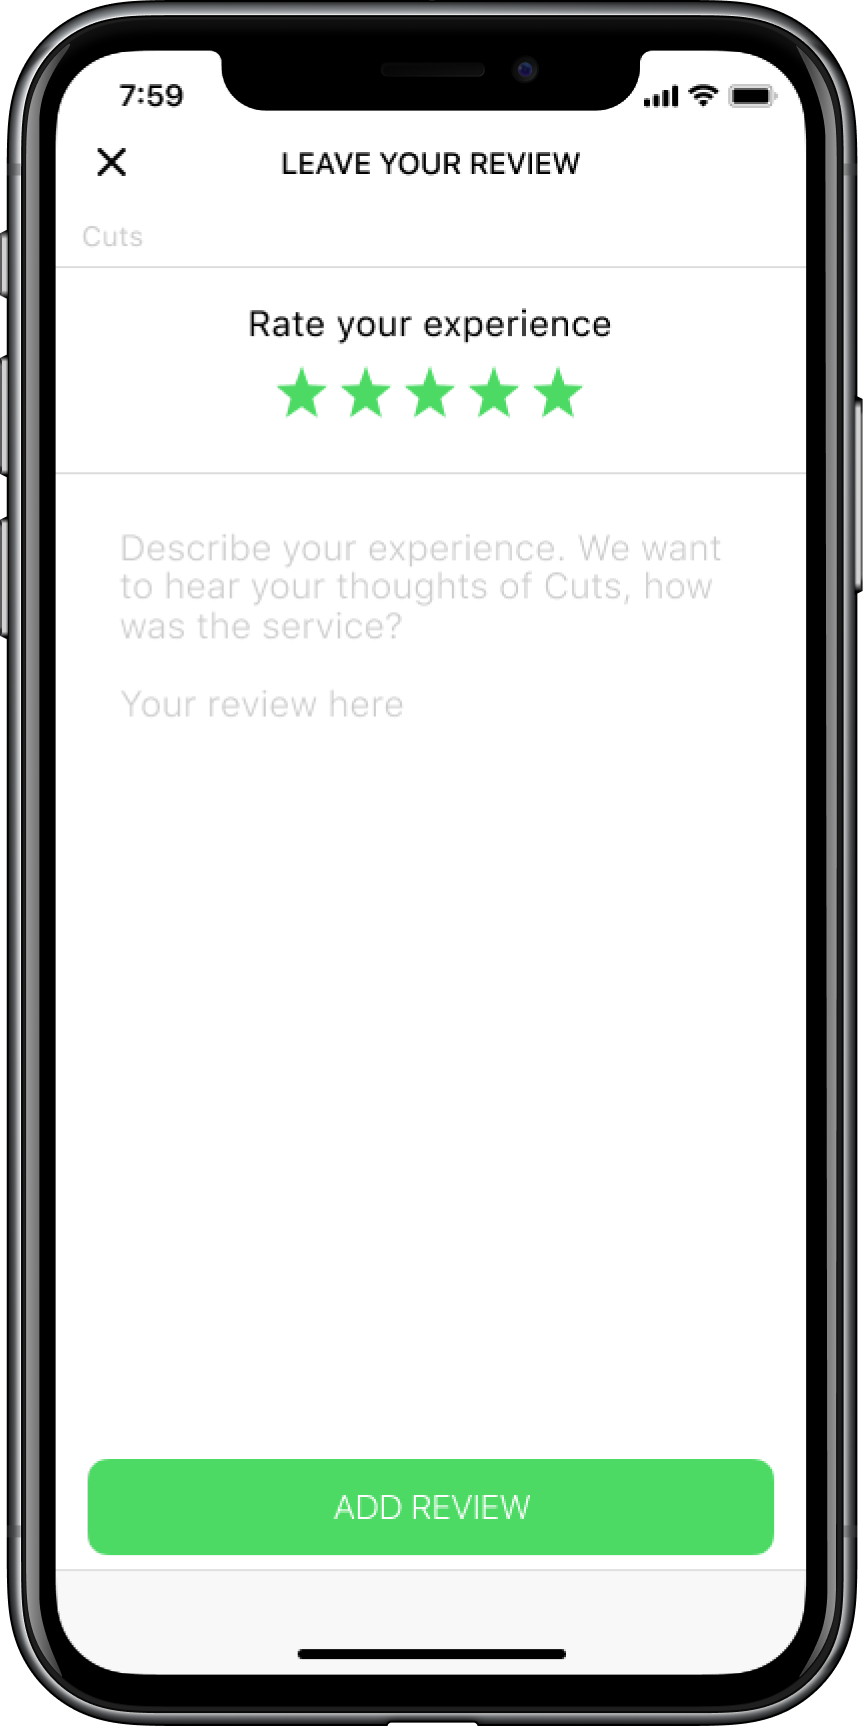 7:59
LEAVE YOUR REVIEW
Cuts
Rate your experience
Describe your experience. We want
to hear your thoughts of Cuts, how
was the service?
Your review here
ADD REVIEW